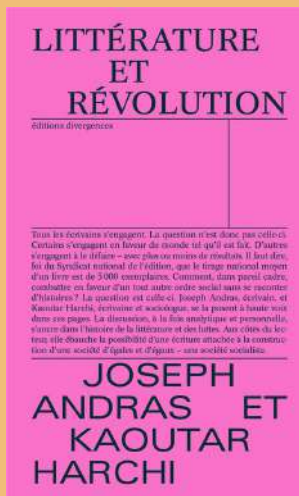 LITTÉRATURE
ET
RÉVOLUTION
éditions divergences
Tous les écrivains s'engagent. La question n'est donc pas celle-ci.
Certains s'engagent en faveur du monde tel qu'il est fait. D'autres
s'engagent à le défaire – avec plus ou moins de résultats. Il faut dire,
foi du Syndicat national de l'édition, que le tirage national moyen
d'un livre est de 5 000 exemplaires. Comment, dans pareil cadre,
combattre en faveur d'un tout autre ordre social sans se raconter
d'histoires ? La question est celle-ci. Joseph Andras, écrivain, et
Kaoutar Harchi, écrivaine et sociologue, se la posent à haute voix
dans ces pages. La discussion, à la fois analytique et personnelle,
s'ancre dans l'histoire de la littérature et des luttes. Aux côtés du lec-
teur, elle ébauche la possibilité d'une écriture attachée à la construc-
tion d'une société d'égales et d'égaux – une société socialiste.
JOSEPH
ANDRAS ET
KAOUTAR
HARCHI